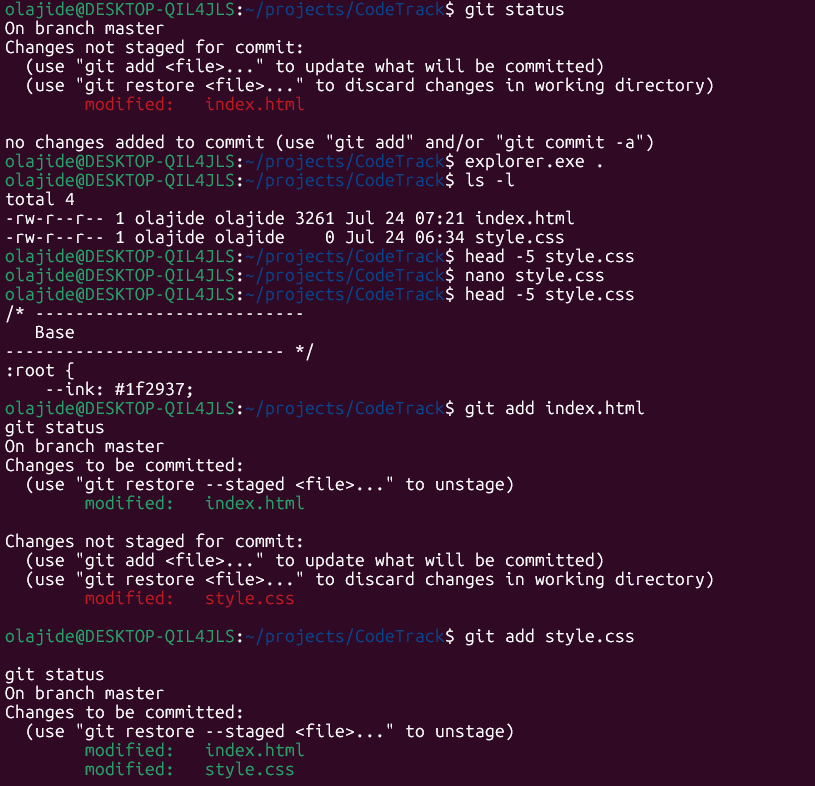 olajide@DESKTOP-QIL4JLS:~/projects/CodeTrack$ git status
On branch master
Changes not staged for commit:
  (use "git add <file>..." to update what will be committed)
  (use "git restore <file>..." to discard changes in working directory)
        modified:   index.html

no changes added to commit (use "git add" and/or "git commit -a")
olajide@DESKTOP-QIL4JLS:~/projects/CodeTrack$ explorer.exe .
olajide@DESKTOP-QIL4JLS:~/projects/CodeTrack$ ls -l
total 4
-rw-r--r-- 1 olajide olajide 3261 Jul 24 07:21 index.html
-rw-r--r-- 1 olajide olajide    0 Jul 24 06:34 style.css
olajide@DESKTOP-QIL4JLS:~/projects/CodeTrack$ head -5 style.css
olajide@DESKTOP-QIL4JLS:~/projects/CodeTrack$ nano style.css
olajide@DESKTOP-QIL4JLS:~/projects/CodeTrack$ head -5 style.css
/* ---------------------------
   Base
---------------------------- */
:root {
    --ink: #1f2937;
olajide@DESKTOP-QIL4JLS:~/projects/CodeTrack$ git add index.html
git status
On branch master
Changes to be committed:
  (use "git restore --staged <file>..." to unstage)
        modified:   index.html

Changes not staged for commit:
  (use "git add <file>..." to update what will be committed)
  (use "git restore <file>..." to discard changes in working directory)
        modified:   style.css

olajide@DESKTOP-QIL4JLS:~/projects/CodeTrack$ git add style.css

git status
On branch master
Changes to be committed:
  (use "git restore --staged <file>..." to unstage)
        modified:   index.html
        modified:   style.css